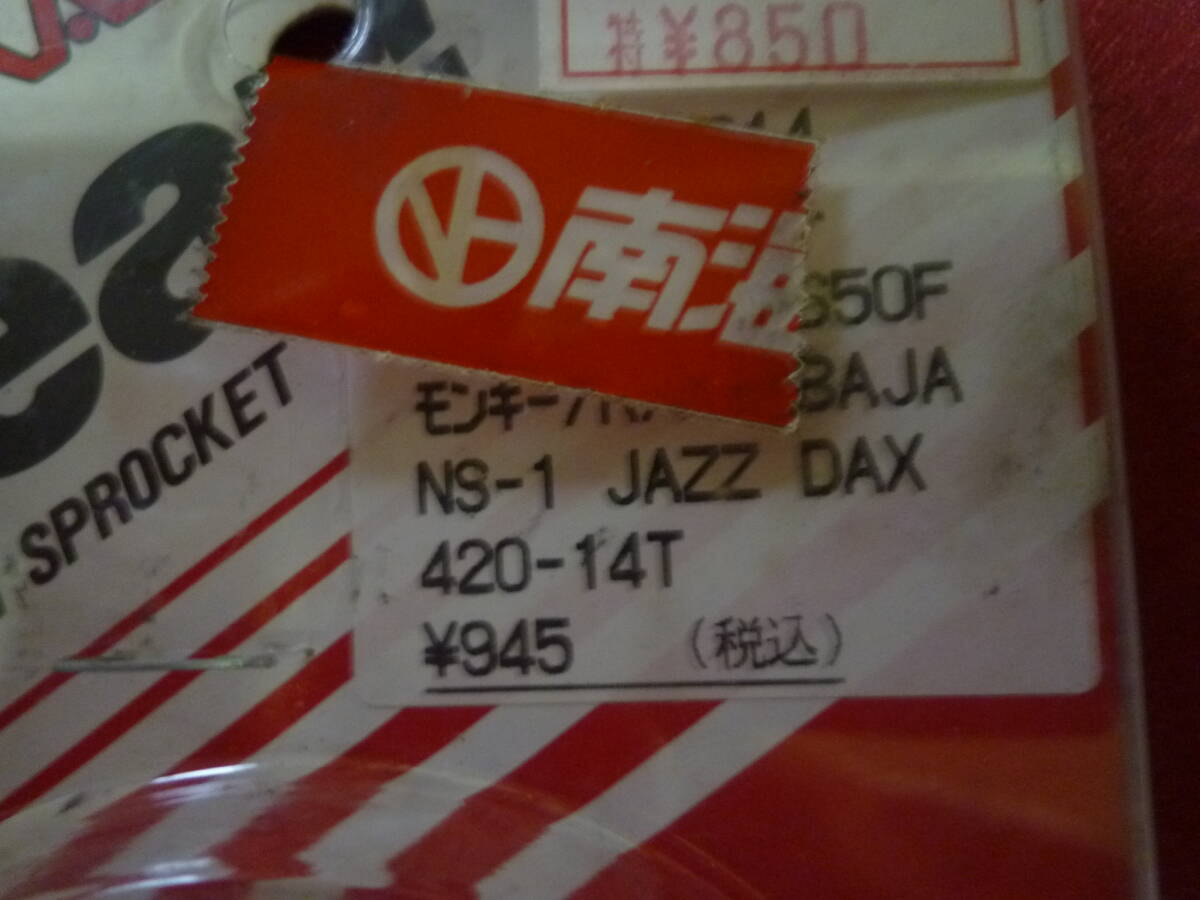 特 ¥850
南海
S50F
モンキー/ BAJA
NS-1 JAZZ DAX
420-14T
¥945 (税込)
SPROCKET